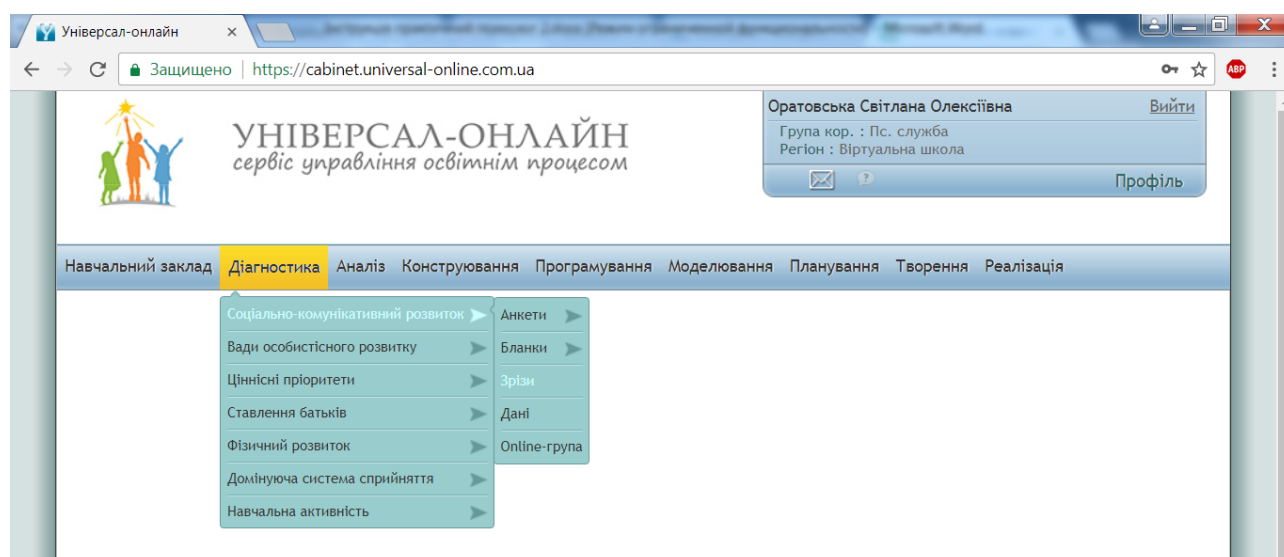 Універсал-онлайн
Защищено | https://cabinet.universal-online.com.ua
ABP
УНІВЕРСАЛ-ОНЛАЙН
сервіс управління освітнім процесом
Оратовська Світлана Олексіївна Вийти
Група кор. : Пс. служба
Регіон : Віртуальна школа
Профіль
Навчальний заклад Діагностика Аналіз Конструювання Програмування Моделювання Планування Творення Реалізація
Соціально-комунікативний розвиток Анкети
Вади особистісного розвитку Бланки
Ціннісні пріоритети Зрізи
Ставлення батьків Дані
Фізичний розвиток Online-група
Домінуюча система сприйняття
Навчальна активність